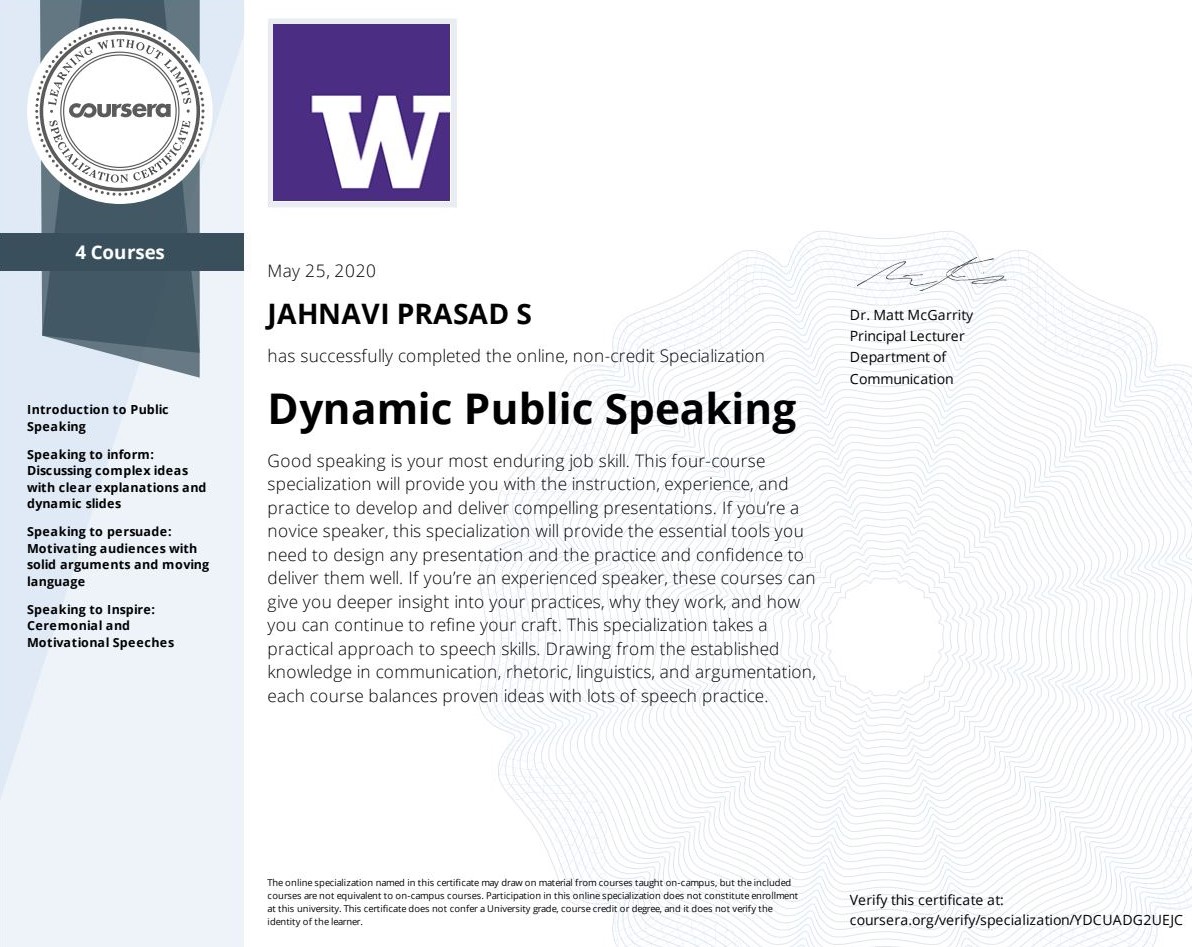 LEARNING WITHOUT LIMITS
coursera
SPECIALIZATION CERTIFICATE
4 Courses
Introduction to Public
Speaking
Speaking to inform:
Discussing complex ideas
with clear explanations and
dynamic slides
Speaking to persuade:
Motivating audiences with
solid arguments and moving
language
Speaking to Inspire:
Ceremonial and
Motivational Speeches
W
May 25, 2020
JAHNAVI PRASAD S
has successfully completed the online, non-credit Specialization
Dynamic Public Speaking
Good speaking is your most enduring job skill. This four-course
specialization will provide you with the instruction, experience, and
practice to develop and deliver compelling presentations. If you’re a
novice speaker, this specialization will provide the essential tools you
need to design any presentation and the practice and confidence to
deliver them well. If you’re an experienced speaker, these courses can
give you deeper insight into your practices, why they work, and how
you can continue to refine your craft. This specialization takes a
practical approach to speech skills. Drawing from the established
knowledge in communication, rhetoric, linguistics, and argumentation,
each course balances proven ideas with lots of speech practice.
Dr. Matt McGarrity
Principal Lecturer
Department of
Communication
The online specialization named in this certificate may draw on material from courses taught on-campus, but the included
courses are not equivalent to on-campus courses. Participation in this online specialization does not constitute enrollment
at this university. This certificate does not confer a University grade, course credit or degree, and it does not verify the
identity of the learner.
Verify this certificate at:
coursera.org/verify/specialization/YDCUADG2UEJC